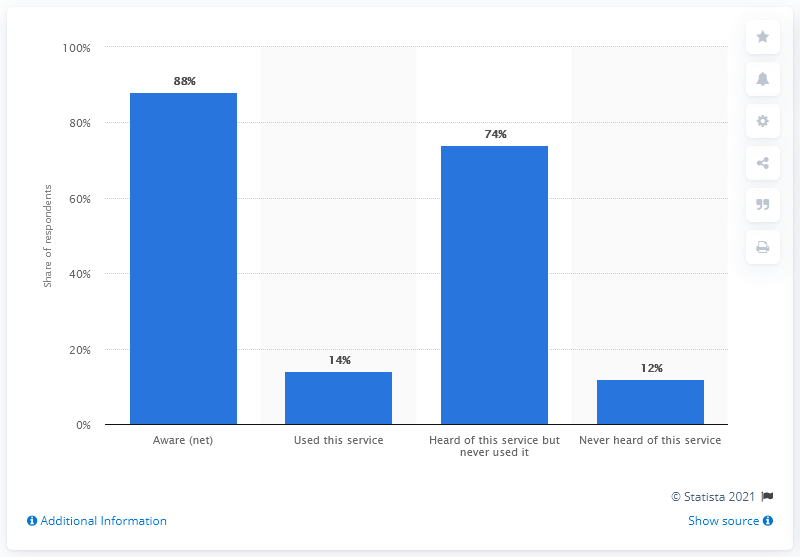 100%
80%
60%
40%
20%
0%
Share of respondents
88%
14%
74%
12%
Aware (net)
Used this service
Heard of this service but
never used it
Never heard of this service
© Statista 2021
Additional Information
Show source